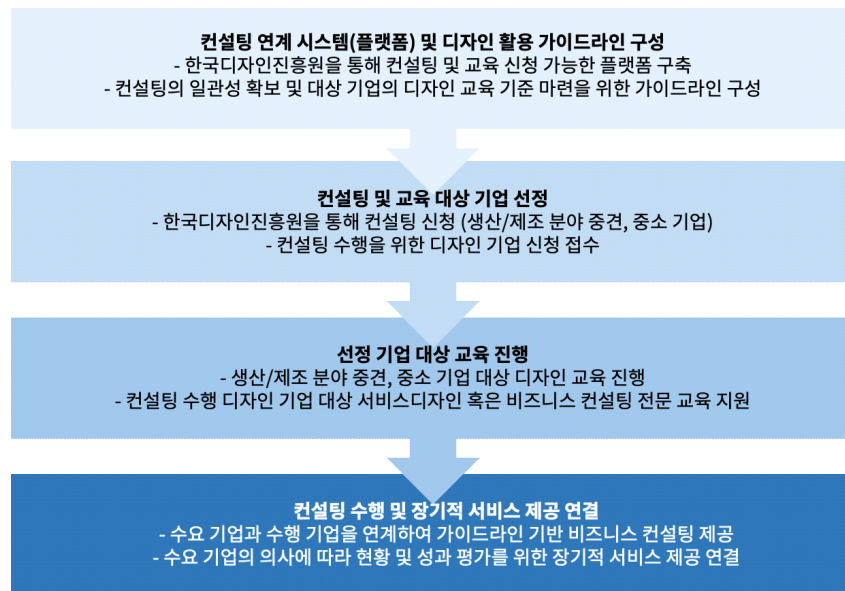 컨설팅 연계 시스템(플랫폼) 및 디자인 활용 가이드라인 구성
- 한국디자인진흥원을 통해 컨설팅 및 교육 신청 가능한 플랫폼 구축
- 컨설팅의 일관성 확보 및 대상 기업의 디자인 교육 기준 마련을 위한 가이드라인 구성
컨설팅 및 교육 대상 기업 선정
- 한국디자인진흥원을 통해 컨설팅 신청 (생산/제조 분야 중견, 중소 기업)
- 컨설팅 수행을 위한 디자인 기업 신청 접수
선정 기업 대상 교육 진행
- 생산/제조 분야 중견, 중소 기업 대상 디자인 교육 진행
- 컨설팅 수행 디자인 기업 대상 서비스디자인 혹은 비즈니스 컨설팅 전문 교육 지원
컨설팅 수행 및 장기적 서비스 제공 연결
- 수요 기업과 수행 기업을 연계하여 가이드라인 기반 비즈니스 컨설팅 제공
- 수요 기업의 의사에 따라 현황 및 성과 평가를 위한 장기적 서비스 제공 연결